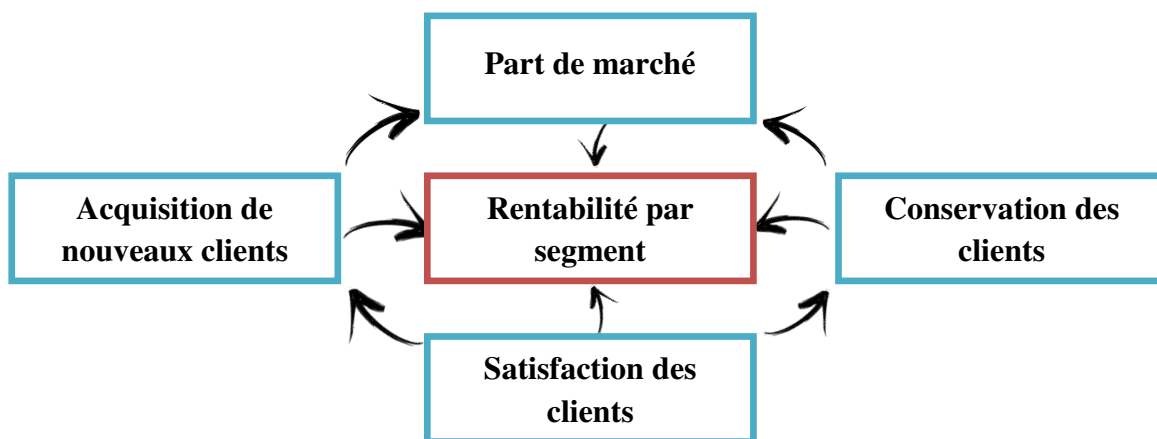 Part de marché
Acquisition de
nouveaux clients
Rentabilité par
segment
Conservation des
clients
Satisfaction des
clients